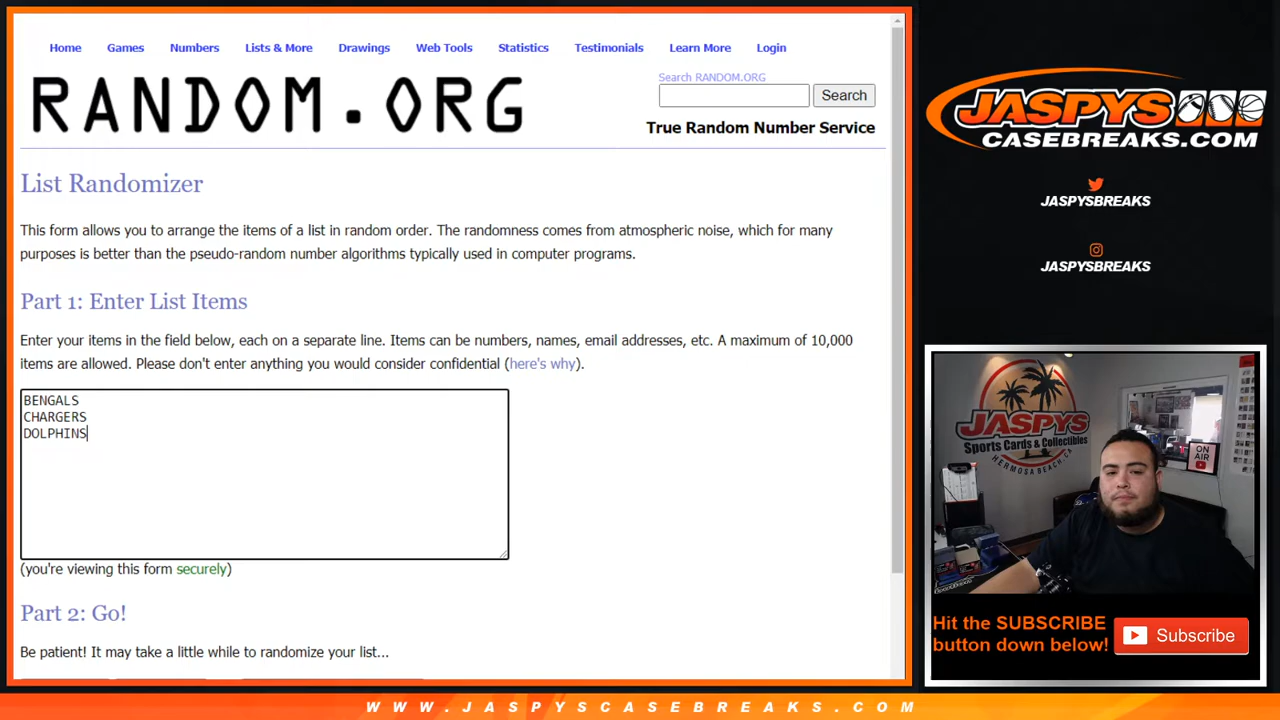 Home Games Numbers Lists & More Drawings Web Tools Statistics Testimonials Learn More Login
RANDOM.ORG
Search RANDOM.ORG
Search
True Random Number Service
List Randomizer
This form allows you to arrange the items of a list in random order. The randomness comes from atmospheric noise, which for many
purposes is better than the pseudo-random number algorithms typically used in computer programs.
Part 1: Enter List Items
Enter your items in the field below, each on a separate line. Items can be numbers, names, email addresses, etc. A maximum of 10,000
items are allowed. Please don't enter anything you would consider confidential (here's why).
BENGALS
CHARGERS
DOLPHINS
(you're viewing this form securely)
Part 2: Go!
Be patient! It may take a little while to randomize your list...
JASPYS
CASEBREAKS.COM
JASPYSBREAKS
JASPYSBREAKS
JASPYS
Sports Cards & Collectibles
HERMOSA BEACH, CA
ON
AIR
Hit the SUBSCRIBE
button down below!
Subscribe
WWW.JASPYSCASEBREAKS.COM